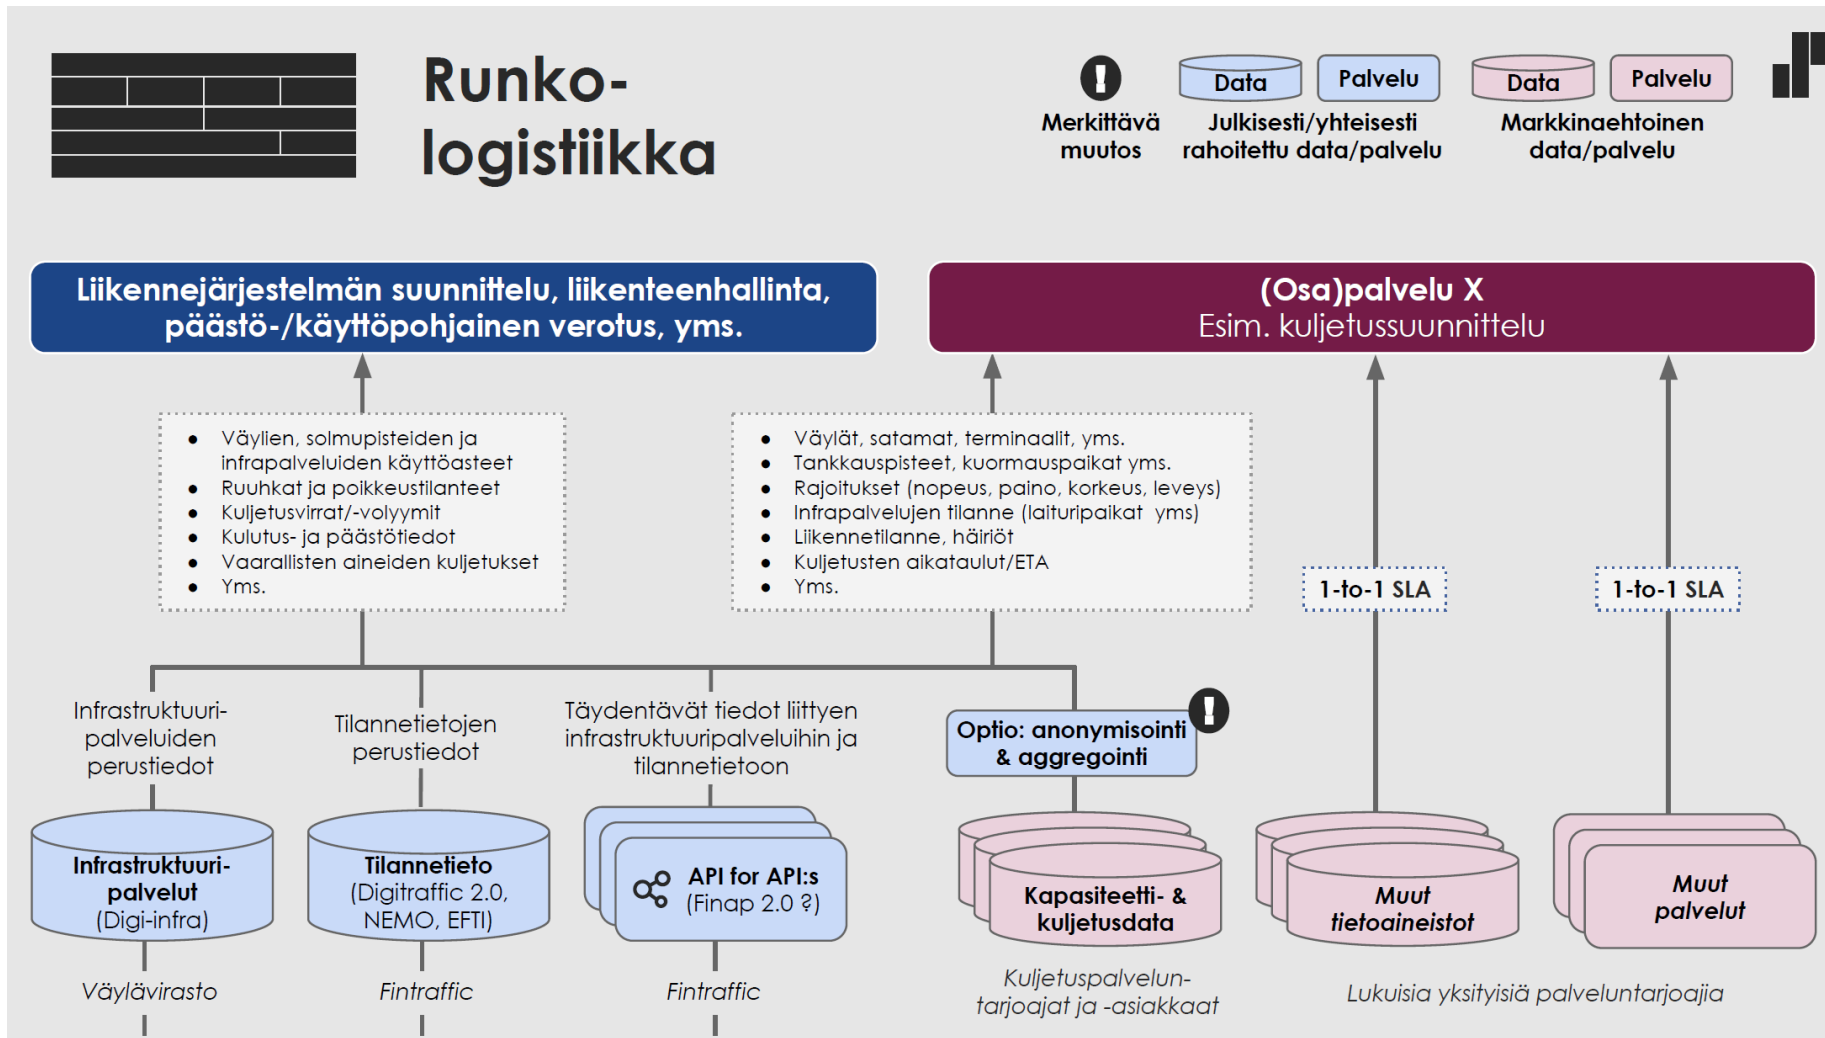 Runko-
logistiikka
!
Merkittävä
muutos
Data
Palvelu
Julkisesti/yhteisesti
rahoitettu data/palvelu
Data
Palvelu
Markkinaehtoinen
data/palvelu
Liikennejärjestelmän suunnittelu, liikenteenhallinta,
päästö-/käyttöpohjainen verotus, yms.
(Osa)palvelu X
Esim. kuljetussuunnittelu
● Väylien, solmupisteiden ja
infrapalveluiden käyttöasteet
● Ruuhkat ja poikkeustilanteet
● Kuljetusvirrat/-volyymit
● Kulutus- ja päästötiedot
● Vaarallisten aineiden kuljetukset
● Yms.
● Väylät, satamat, terminaalit, yms.
● Tankkauspisteet, kuormauspaikat yms.
● Rajoitukset (nopeus, paino, korkeus, leveys)
● Infrapalvelujen tilanne (laituripaikat yms)
● Liikennetilanne, häiriöt
● Kuljetusten aikataulut/ETA
● Yms.
1-to-1 SLA
1-to-1 SLA
Infrastruktuuri-
palveluiden
perustiedot
Tilannetietojen
perustiedot
Täydentävät tiedot liittyen
infrastruktuuripalveluihin ja
tilannetietoon
Optio: anonymisointi
& aggregointi
!
Infrastruktuuri-
palvelut
(Digi-infra)
Tilannetieto
(Digitraffic 2.0,
NEMO, EFTI)
API for API:s
(Finap 2.0 ?)
Kapasiteetti- &
kuljetusdata
Muut
tietoaineistot
Muut
palvelut
Väylävirasto
Fintraffic
Fintraffic
Kuljetuspalvelun-
tarjoajat ja -asiakkaat
Lukuisia yksityisiä palveluntarjoajia